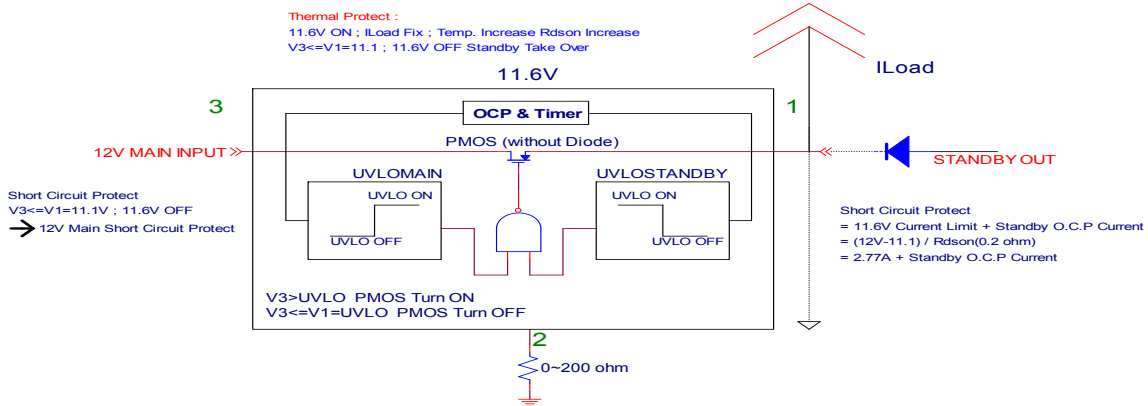 Thermal Protect :
11.6V ON ; ILoad Fix ; Temp. Increase Rdson Increase
V3<=V1=11.1 ; 11.6V OFF Standby Take Over
ILoad
11.6V
3
1
OCP & Timer
PMOS (without Diode)
12V MAIN INPUT
STANDBY OUT
UVLOMAIN
UVLOSTANDBY
UVLO ON
UVLO OFF
UVLO ON
UVLO OFF
Short Circuit Protect
V3<=V1=11.1V ; 11.6V OFF
12V Main Short Circuit Protect
Short Circuit Protect
= 11.6V Current Limit + Standby O.C.P Current
= (12V-11.1) / Rdson(0.2 ohm)
= 2.77A + Standby O.C.P Current
V3>UVLO PMOS Turn ON
V3<=V1=UVLO PMOS Turn OFF
2
0~200 ohm